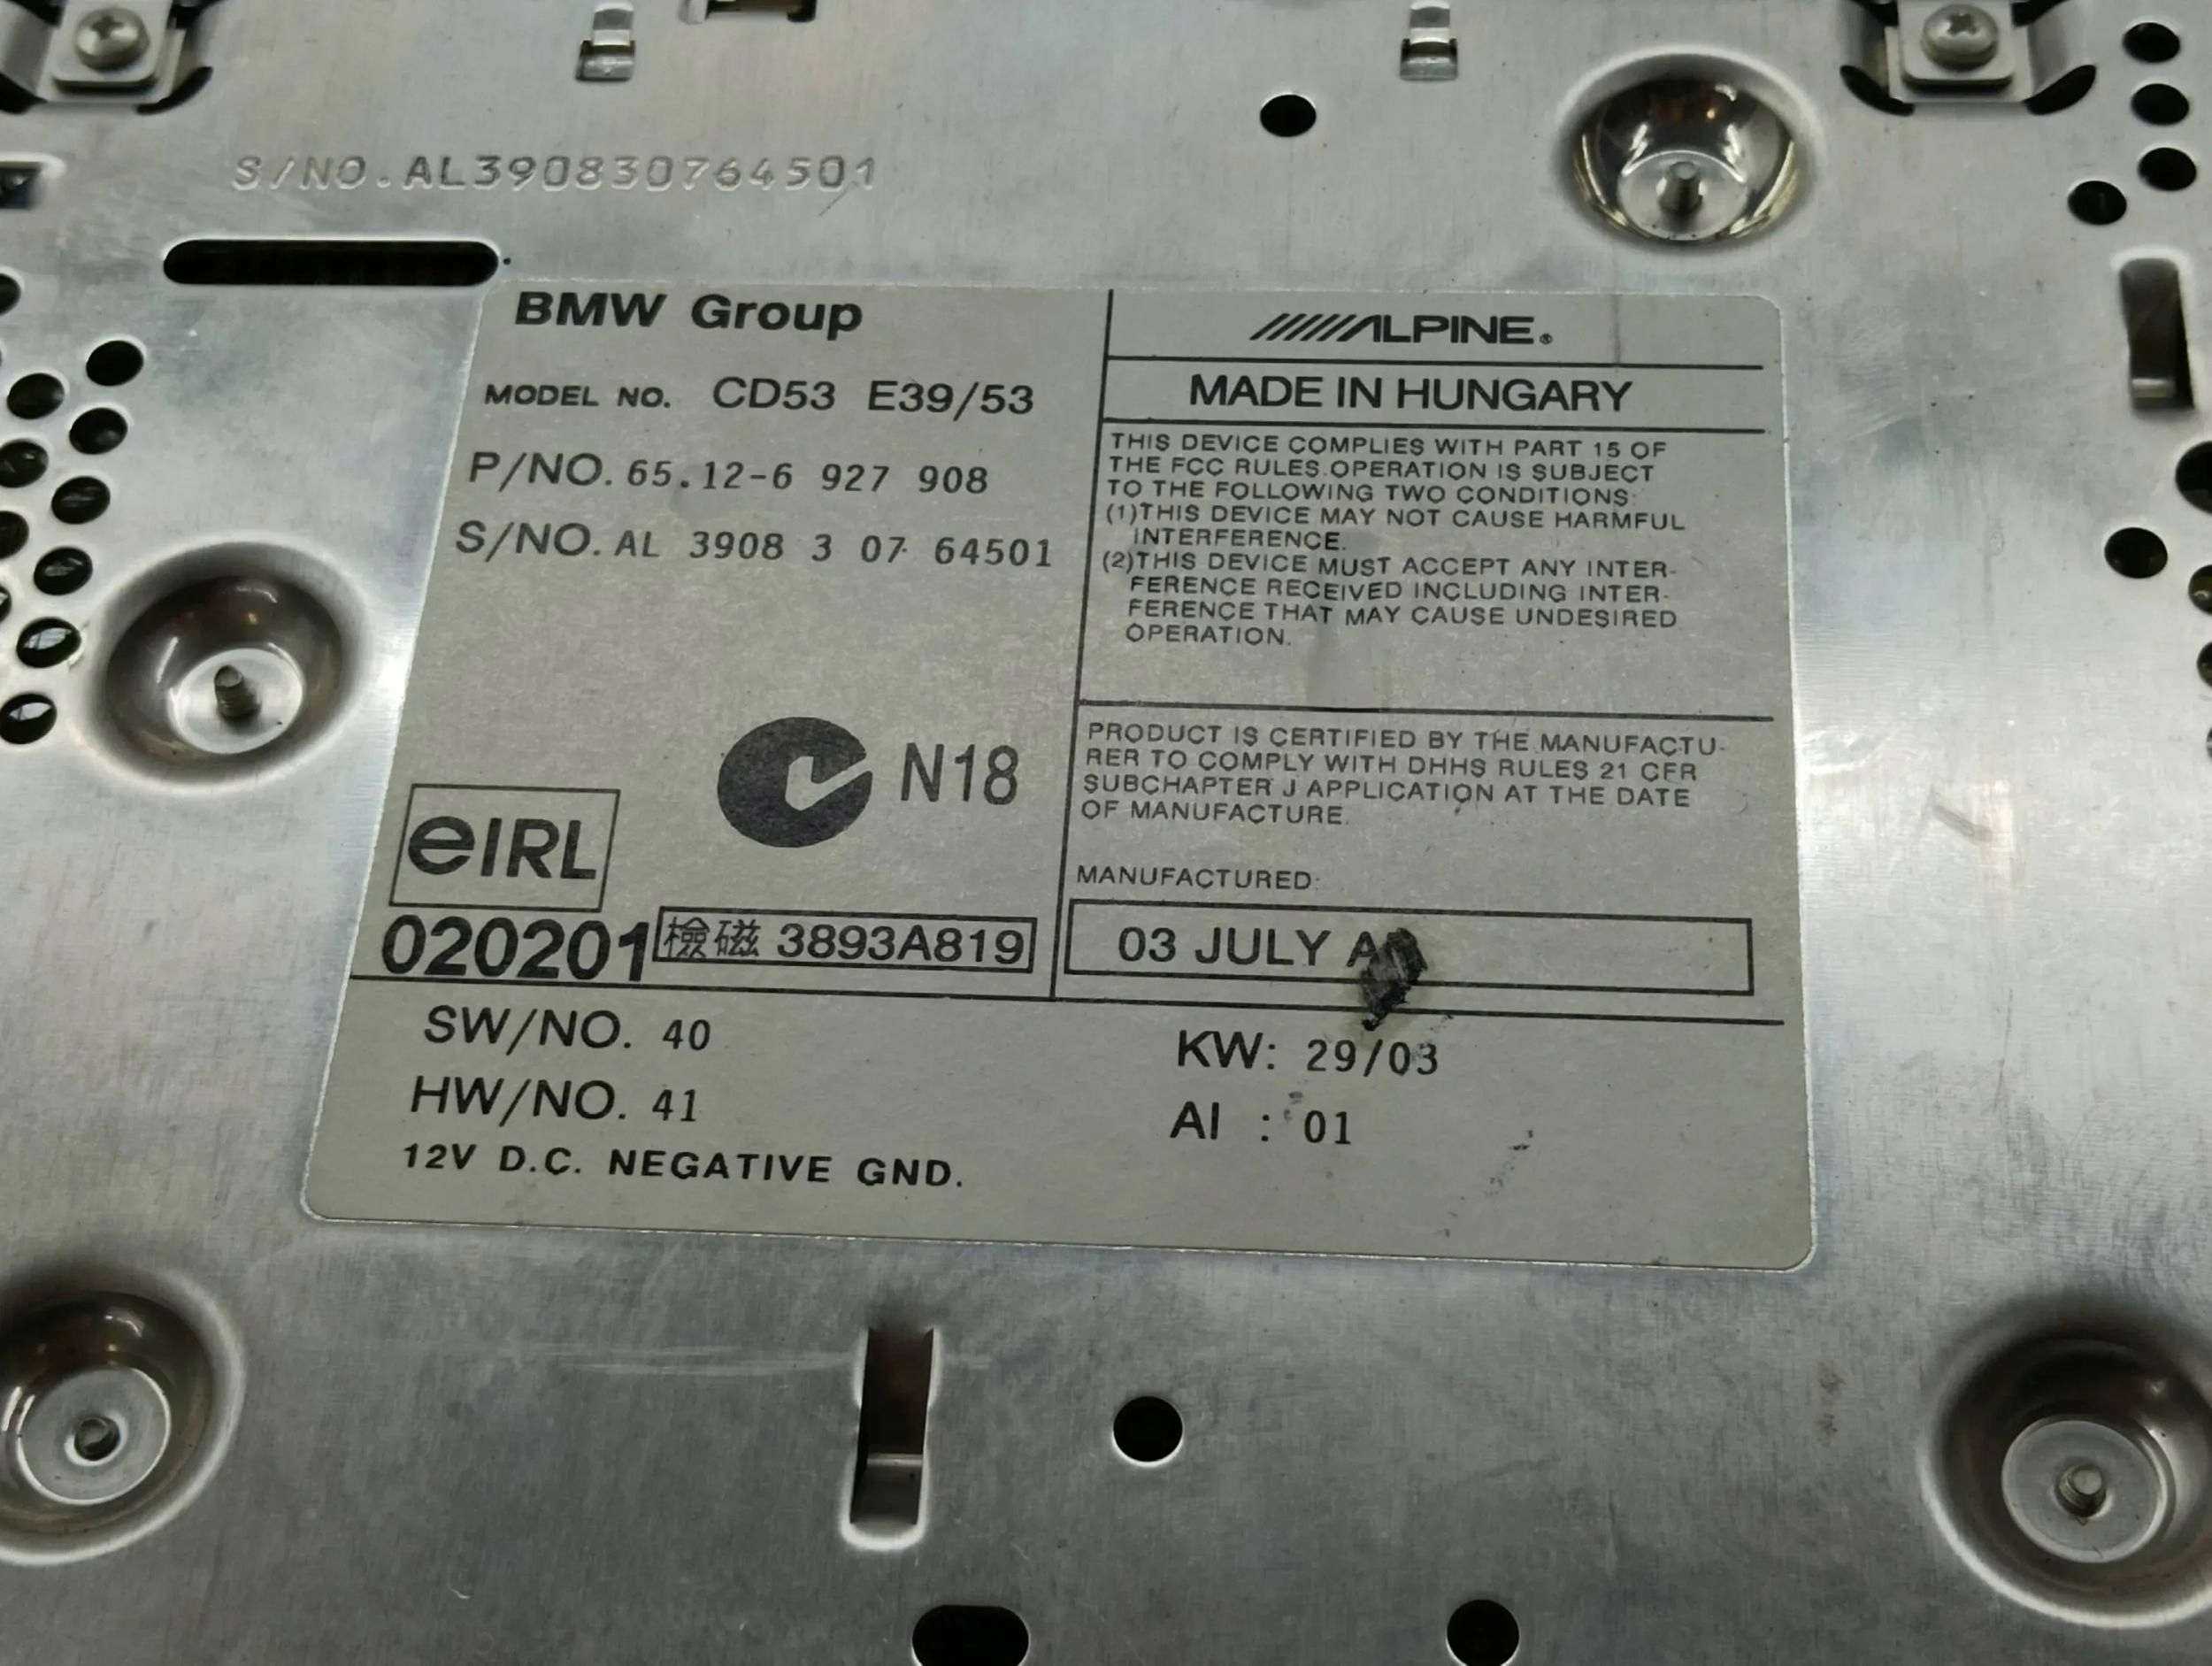 S/NO.AL390830764501
BMW Group
MODEL NO. CD53 E39/53
P/NO. 65.12-6 927 908
S/NO. AL 3908 3 07 64501
N18
eIRL
020201
檢磁 3893A819
ALPINE®
MADE IN HUNGARY
THIS DEVICE COMPLIES WITH PART 15 OF
THE FCC RULES.OPERATION IS SUBJECT
TO THE FOLLOWING TWO CONDITIONS:
(1)THIS DEVICE MAY NOT CAUSE HARMFUL
INTERFERENCE.
(2)THIS DEVICE MUST ACCEPT ANY INTER-
FERENCE RECEIVED INCLUDING INTER-
FERENCE THAT MAY CAUSE UNDESIRED
OPERATION.
PRODUCT IS CERTIFIED BY THE MANUFACTU-
RER TO COMPLY WITH DHHS RULES 21 CFR
SUBCHAPTER J APPLICATION AT THE DATE
OF MANUFACTURE.
MANUFACTURED:
03 JULY
SW/NO. 40
HW/NO. 41
12V D.C. NEGATIVE GND.
KW: 29/03
AI : 01